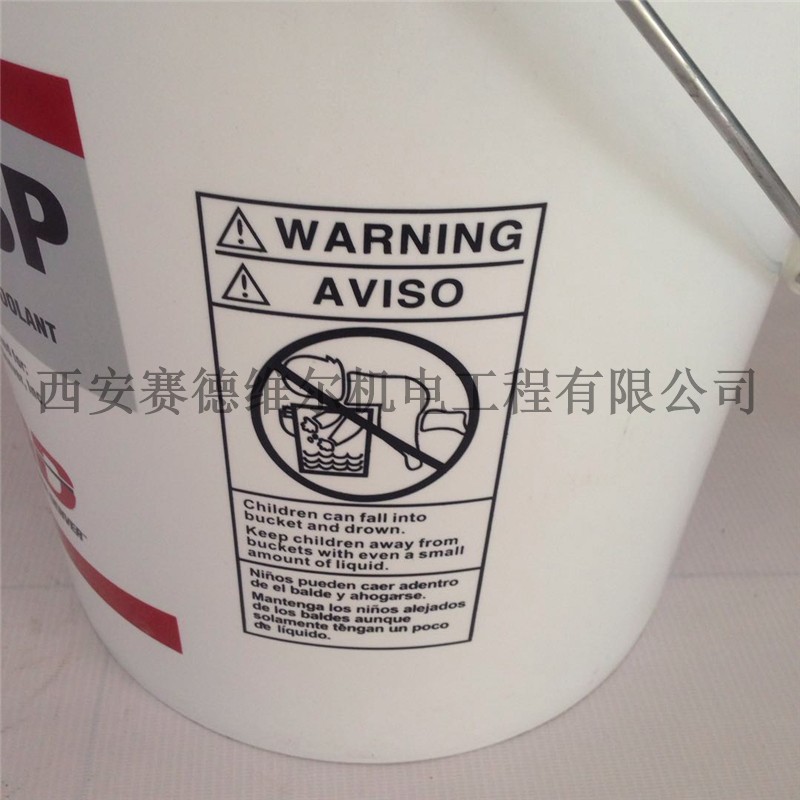 WARNING
AVISO
SP
COOLANT
西安赛德维尔机电工程有限公司
Children can fall into
bucket and drown.
Keep children away from
buckets with even a small
amount of liquid.
Niños pueden caer adentro
de el balde y ahogarse.
Mantenga los niños alejados
de los baldes aunque
solamente tengan un poco
de líquido.